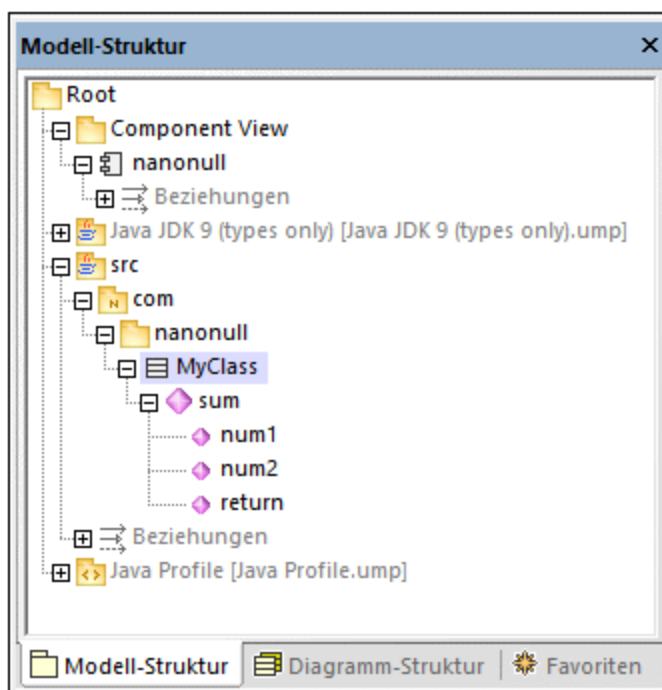 Modell-Struktur
Root
Component View
nanonull
Beziehungen
Java JDK 9 (types only) [Java JDK 9 (types only).ump]
src
com
nanonull
MyClass
sum
num1
num2
return
Beziehungen
Java Profile [Java Profile.ump]
Modell-Struktur Diagramm-Struktur Favoriten